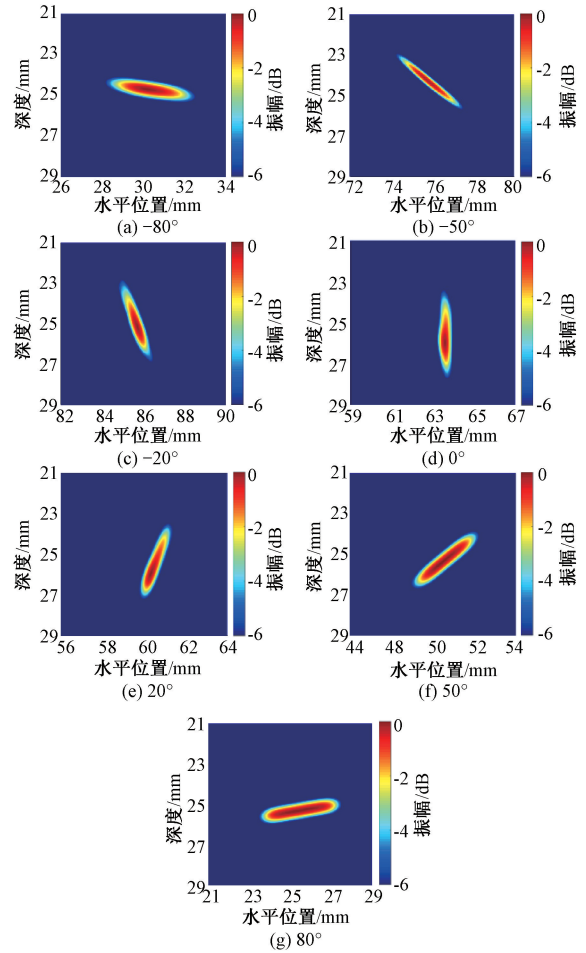 21
23
25
27
29
深度/mm
26 28 30 32 34
水平位置/mm
0
-2
-4
-6
振幅/dB
(a) −80°
21
23
25
27
29
深度/mm
72 74 76 78 80
水平位置/mm
0
-2
-4
-6
振幅/dB
(b) −50°
21
23
25
27
29
深度/mm
82 84 86 88 90
水平位置/mm
0
-2
-4
-6
振幅/dB
(c) −20°
21
23
25
27
29
深度/mm
59 61 63 65 67
水平位置/mm
0
-2
-4
-6
振幅/dB
(d) 0°
21
23
25
27
29
深度/mm
56 58 60 62 64
水平位置/mm
0
-2
-4
-6
振幅/dB
(e) 20°
21
23
25
27
29
深度/mm
44 48 50 52 54
水平位置/mm
0
-2
-4
-6
振幅/dB
(f) 50°
21
23
25
27
29
深度/mm
21 23 25 27 29
水平位置/mm
0
-2
-4
-6
振幅/dB
(g) 80°